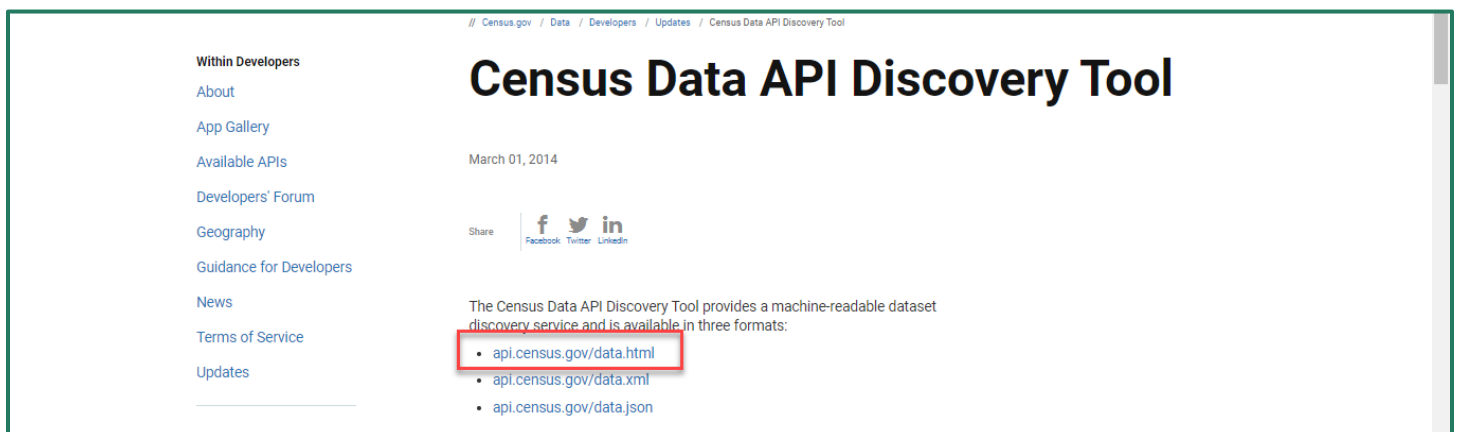 // Census.gov / Data / Developers / Updates / Census Data API Discovery Tool
Within Developers
About
App Gallery
Available APIs
Developers' Forum
Geography
Guidance for Developers
News
Terms of Service
Updates
Census Data API Discovery Tool
March 01, 2014
Share
Facebook Twitter LinkedIn
The Census Data API Discovery Tool provides a machine-readable dataset
discovery service and is available in three formats:
• api.census.gov/data.html
• api.census.gov/data.xml
• api.census.gov/data.json